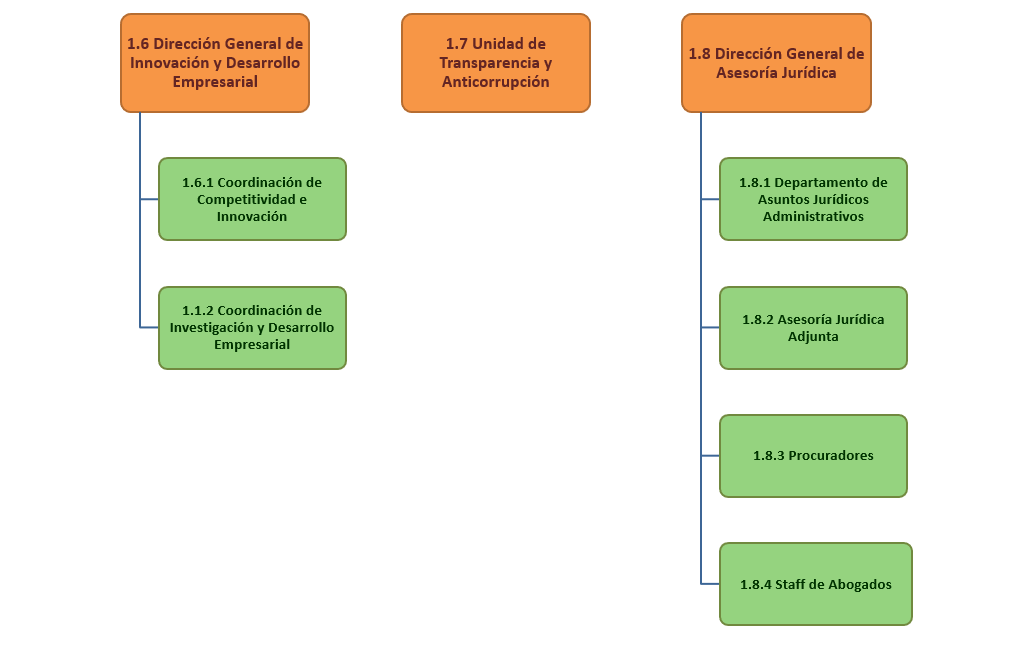 1.6 Dirección General de
Innovación y Desarrollo
Empresarial
1.7 Unidad de
Transparencia y
Anticorrupción
1.8 Dirección General de
Asesoría Jurídica
1.6.1 Coordinación de
Competitividad e
Innovación
1.1.2 Coordinación de
Investigación y Desarrollo
Empresarial
1.8.1 Departamento de
Asuntos Jurídicos
Administrativos
1.8.2 Asesoría Jurídica
Adjunta
1.8.3 Procuradores
1.8.4 Staff de Abogados